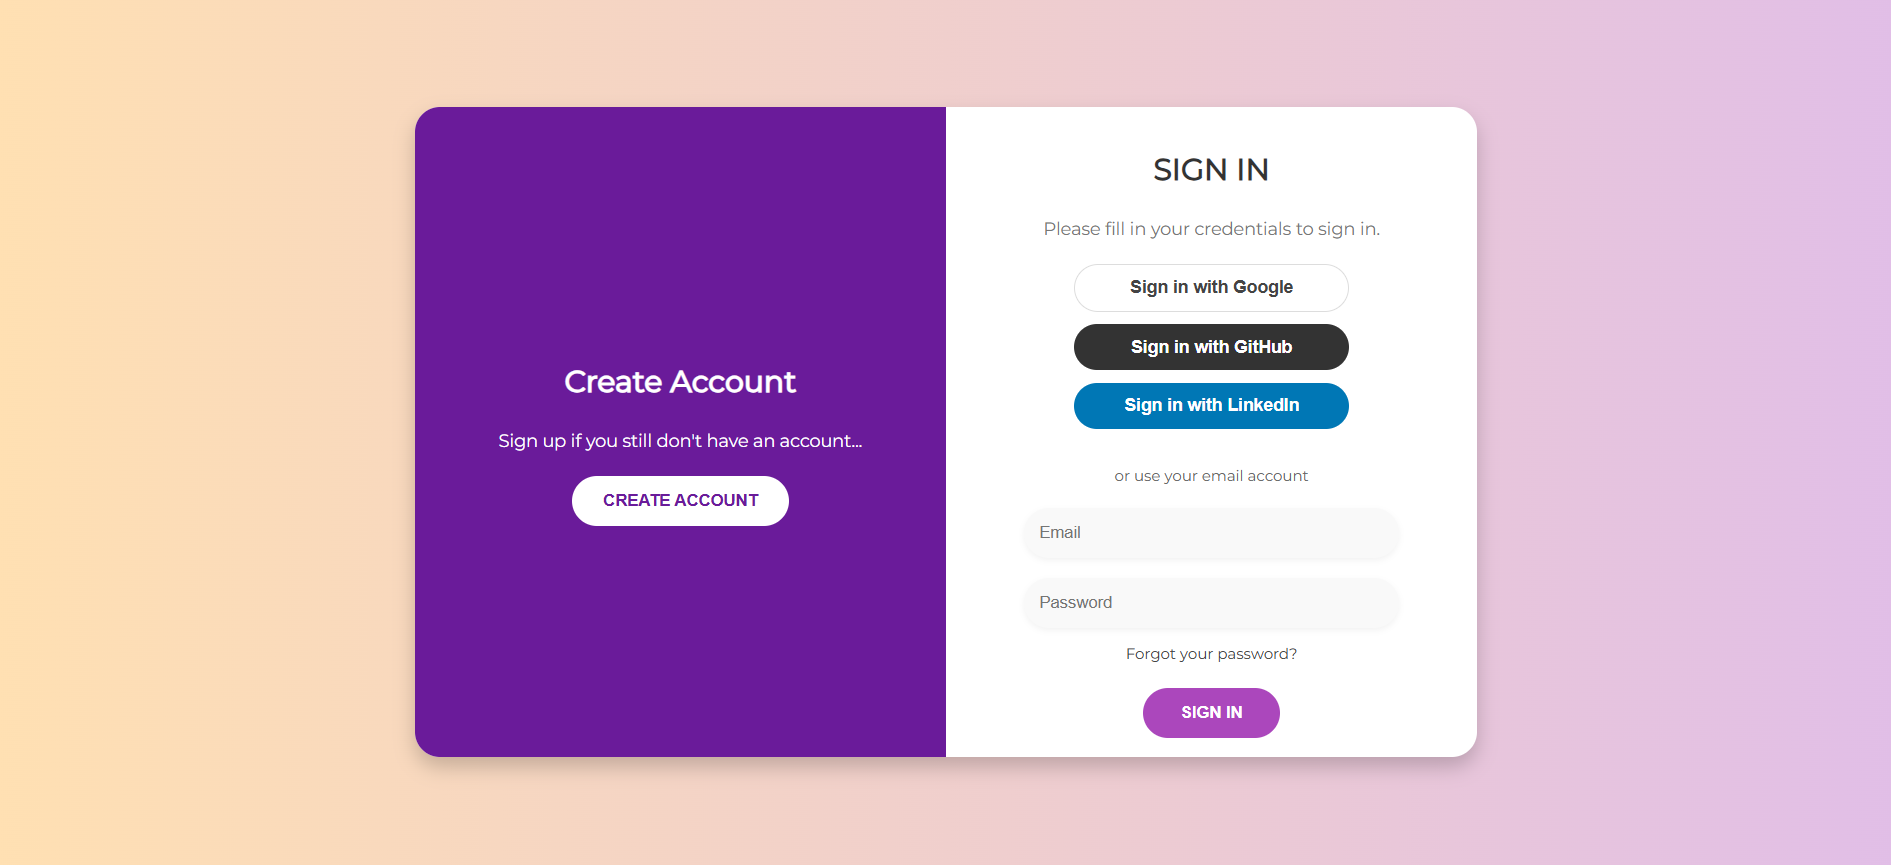 Create Account
Sign up if you still don't have an account...
CREATE ACCOUNT
SIGN IN
Please fill in your credentials to sign in.
Sign in with Google
Sign in with GitHub
Sign in with LinkedIn
or use your email account
Email
Password
Forgot your password?
SIGN IN